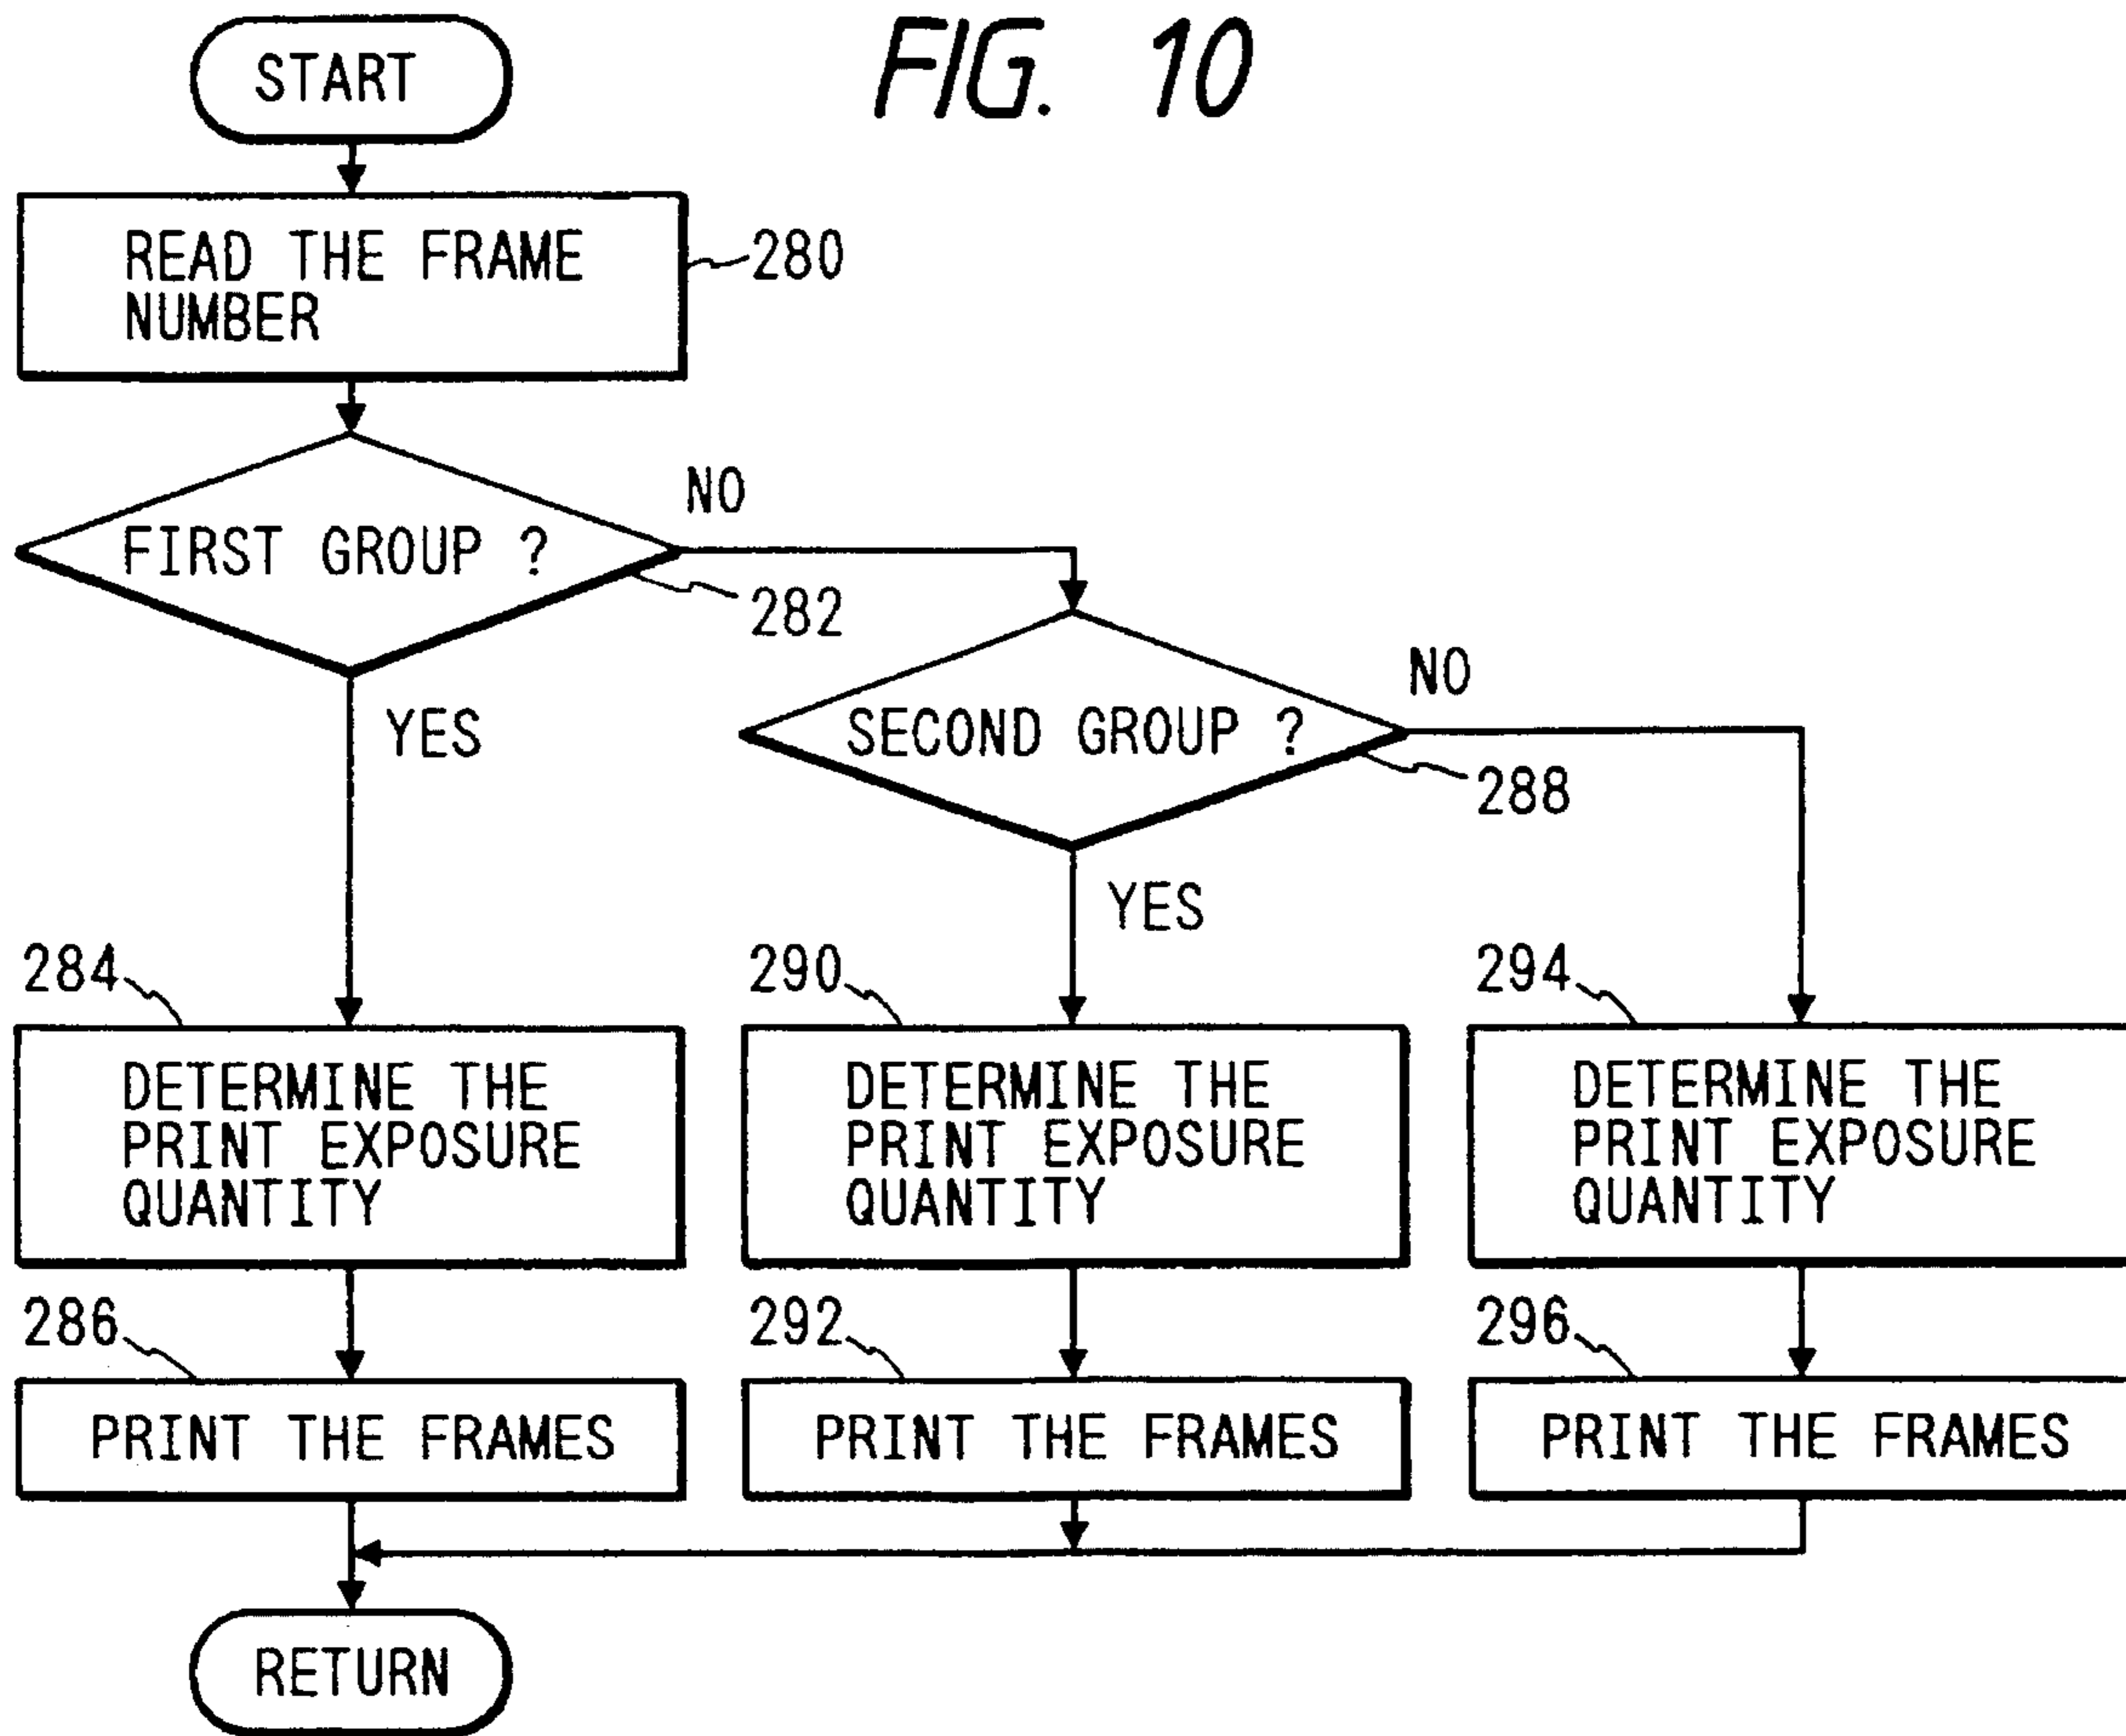 FIG. 10
START
READ THE FRAME
NUMBER
280
FIRST GROUP ?
NO
282
YES
SECOND GROUP ?
NO
288
YES
284
DETERMINE THE
PRINT EXPOSURE
QUANTITY
290
DETERMINE THE
PRINT EXPOSURE
QUANTITY
294
DETERMINE THE
PRINT EXPOSURE
QUANTITY
286
PRINT THE FRAMES
292
PRINT THE FRAMES
296
PRINT THE FRAMES
RETURN